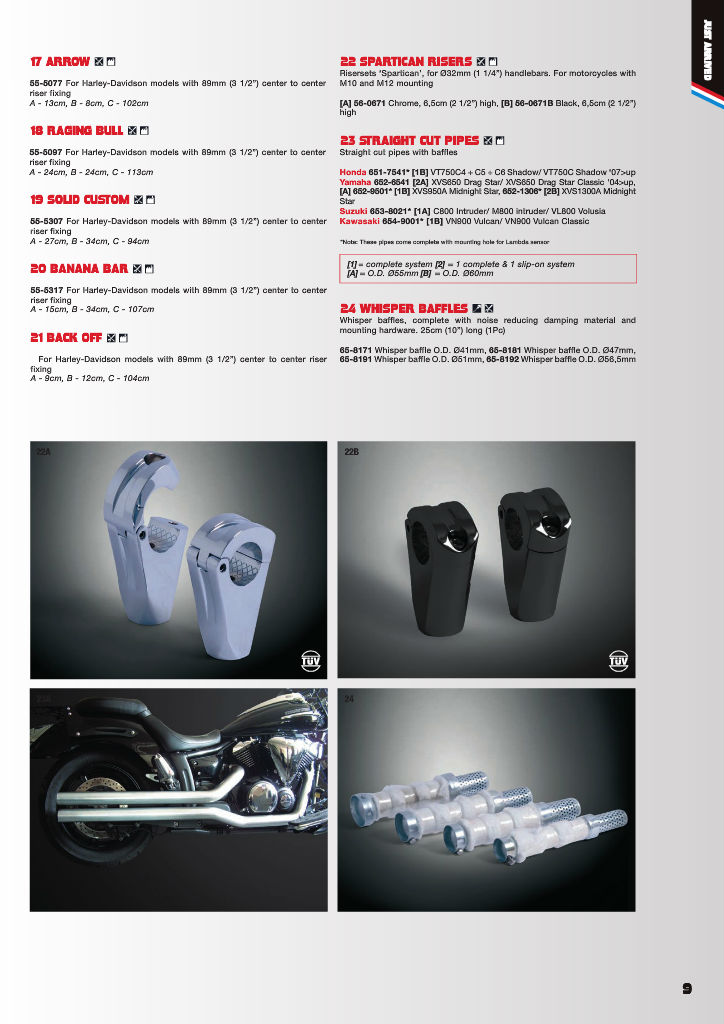 JUST ARRIVED
17 ARROW
55-5077 For Harley-Davidson models with 89mm (3 1/2”) center to center
riser fixing
A - 13cm, B - 8cm, C - 102cm
18 RAGING BULL
55-5097 For Harley-Davidson models with 89mm (3 1/2”) center to center
riser fixing
A - 24cm, B - 24cm, C - 113cm
19 SOLID CUSTOM
55-5307 For Harley-Davidson models with 89mm (3 1/2”) center to center
riser fixing
A - 27cm, B - 34cm, C - 94cm
20 BANANA BAR
55-5317 For Harley-Davidson models with 89mm (3 1/2”) center to center
riser fixing
A - 15cm, B - 34cm, C - 107cm
21 BACK OFF
For Harley-Davidson models with 89mm (3 1/2”) center to center riser
fixing
A - 9cm, B - 12cm, C - 104cm
22 SPARTICAN RISERS
Risersets ‘Spartican’, for Ø32mm (1 1/4”) handlebars. For motorcycles with
M10 and M12 mounting
[A] 56-0671 Chrome, 6,5cm (2 1/2”) high, [B] 56-0671B Black, 6,5cm (2 1/2”)
high
23 STRAIGHT CUT PIPES
Straight cut pipes with baffles
Honda 651-7541* [1B] VT750C4 + C5 + C6 Shadow/ VT750C Shadow ‘07>up
Yamaha 652-6541 [2A] XVS650 Drag Star/ XVS650 Drag Star Classic ‘04>up,
[A] 652-9501* [1B] XVS950A Midnight Star, 652-1306* [2B] XVS1300A Midnight
Star
Suzuki 653-8021* [1A] C800 Intruder/ M800 Intruder/ VL800 Volusia
Kawasaki 654-9001* [1B] VN900 Vulcan/ VN900 Vulcan Classic
*Note: These pipes come complete with mounting hole for Lambda sensor
[1] = complete system [2] = 1 complete & 1 slip-on system
[A] = O.D. Ø55mm [B] = O.D. Ø60mm
24 WHISPER BAFFLES
Whisper baffles, complete with noise reducing damping material and
mounting hardware. 25cm (10”) long (1Pc)
65-8171 Whisper baffle O.D. Ø41mm, 65-8181 Whisper baffle O.D. Ø47mm,
65-8191 Whisper baffle O.D. Ø51mm, 65-8192 Whisper baffle O.D. Ø56,5mm
22A
TÜV
22B
TÜV
24
9